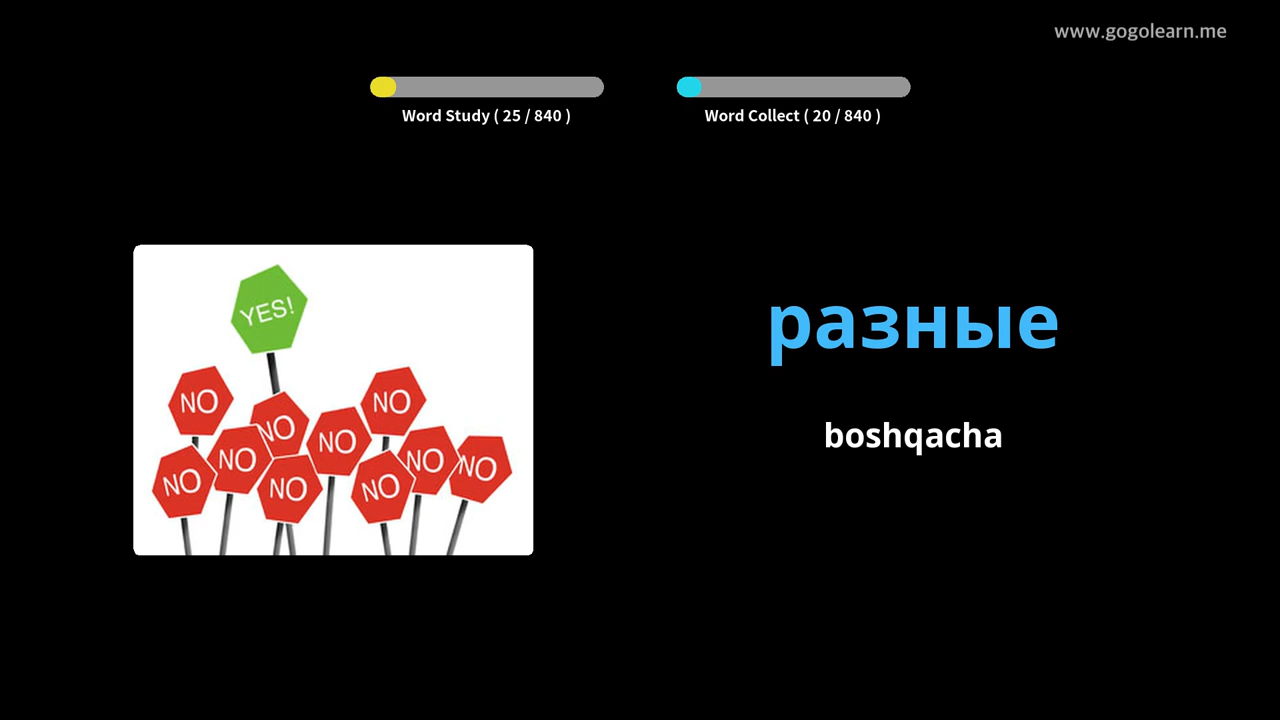 www.gogolearn.me
Word Study ( 25 / 840 )
Word Collect ( 20 / 840 )
YES!
NO
NO
NO
NO
NO
NO
NO
NO
NO
NO
разные
boshqacha